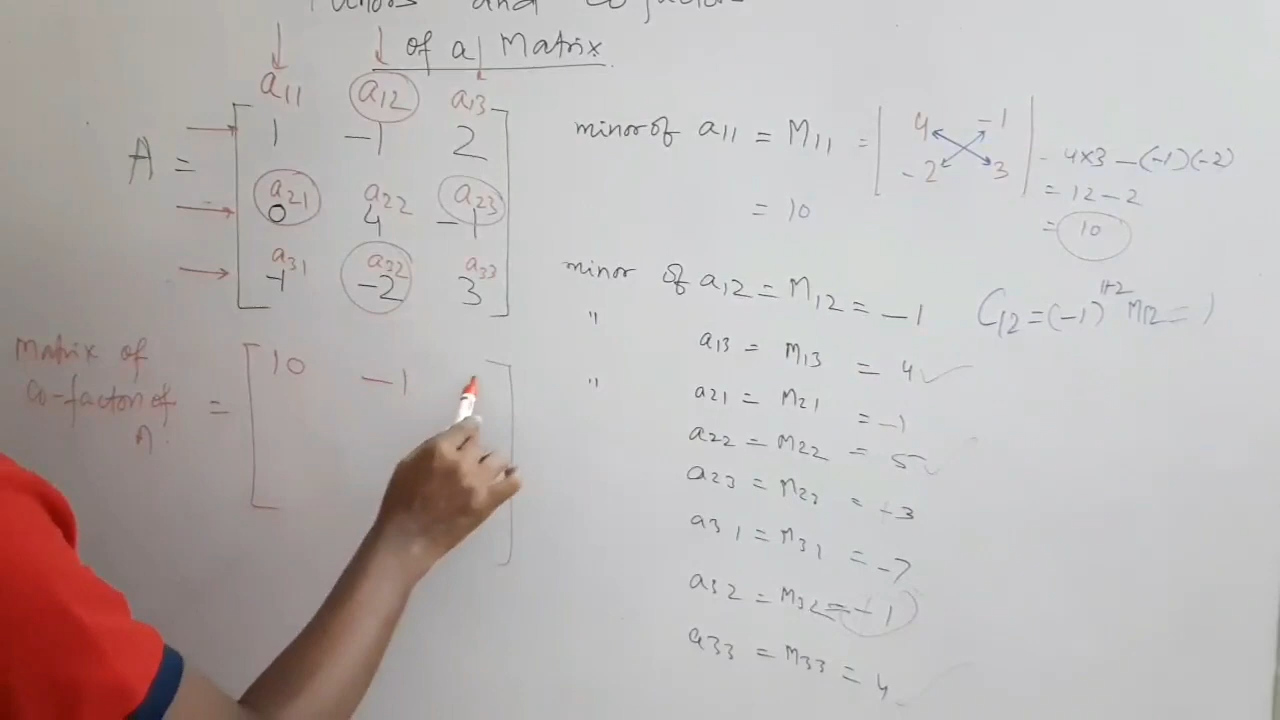 and
of a Matrix
a11 a12 a13
A = 1 -1 2
a21 a22 a23
0 4 -1
a31 a32 a33
-1 -2 3
Matrix of
Co-factor of
A.
= 10 -1
minor of a11 = M11 = 4 -1
-2 3
= 4x3 - (-1)(-2)
= 12 - 2
= 10
= 10
minor of a12 = M12 = -1
C12 = (-1)1+2 M12 = 1
" a13 = M13 = 4
" a21 = M21 = -1
a22 = M22 = 5
a23 = M23 = -3
a31 = M31 = -7
a32 = M32 = -1
a33 = M33 = 4